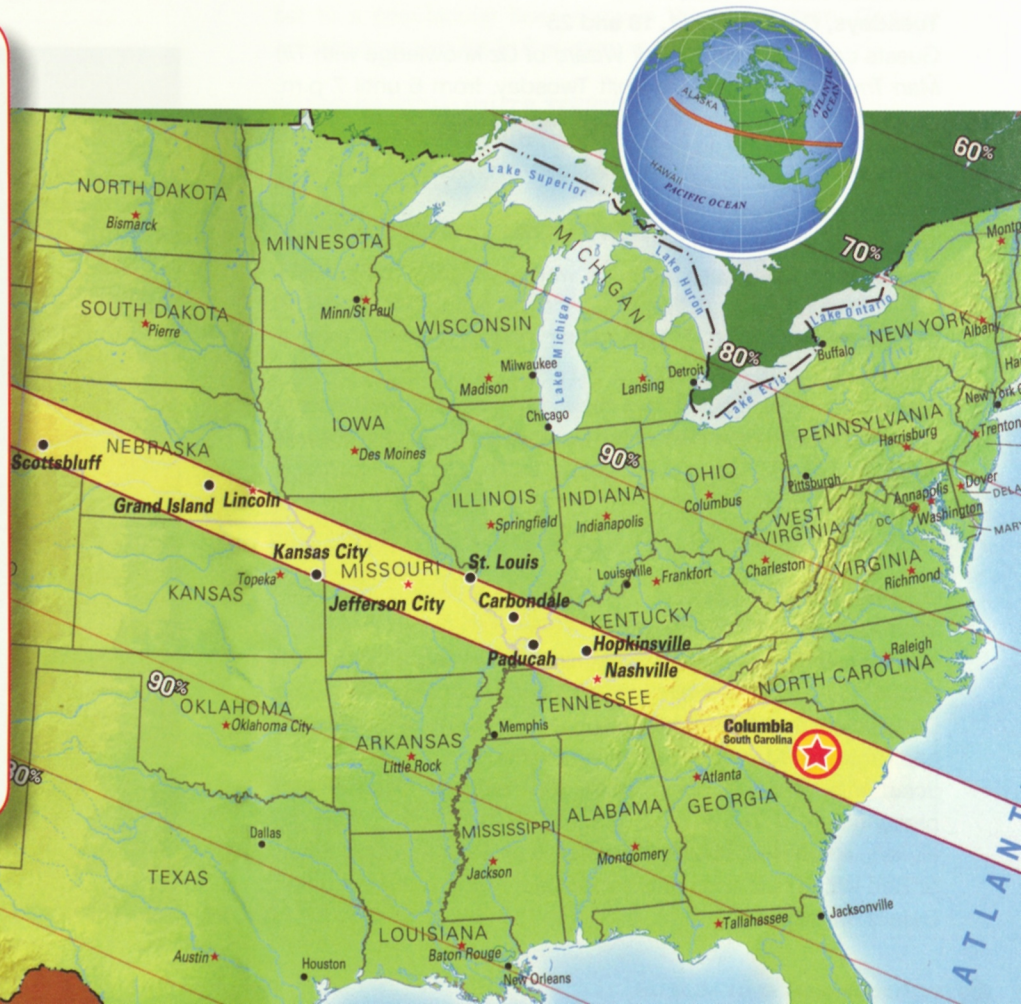 ALASKA
ATLANTIC
OCEAN
HAWAII
PACIFIC OCEAN
60%
70%
80%
90%
90%
80%
NORTH DAKOTA
Bismarck
MINNESOTA
Lake Superior
MICHIGAN
Lake Huron
Lake Michigan
Lake Ontario
Lake Erie
SOUTH DAKOTA
Pierre
Minn/St Paul
WISCONSIN
Milwaukee
Madison
Lansing
Detroit
Buffalo
NEW YORK
Albany
Chicago
IOWA
Des Moines
NEBRASKA
Scottsbluff
Grand Island
Lincoln
ILLINOIS
Springfield
INDIANA
Indianapolis
OHIO
Columbus
PENNSYLVANIA
Harrisburg
Pittsburgh
Trenton
Dover
Annapolis
DC
Washington
WEST
VIRGINIA
Charleston
VIRGINIA
Richmond
Kansas City
Topeka
KANSAS
MISSOURI
Jefferson City
St. Louis
Carbondale
Louiseville
Frankfort
KENTUCKY
Paducah
Hopkinsville
Nashville
TENNESSEE
Memphis
Raleigh
NORTH CAROLINA
Columbia
South Carolina
OKLAHOMA
Oklahoma City
ARKANSAS
Little Rock
Atlanta
GEORGIA
ALABAMA
Montgomery
MISSISSIPPI
Jackson
Dallas
TEXAS
Austin
Houston
LOUISIANA
Baton Rouge
New Orleans
Tallahassee
Jacksonville
ATLANT